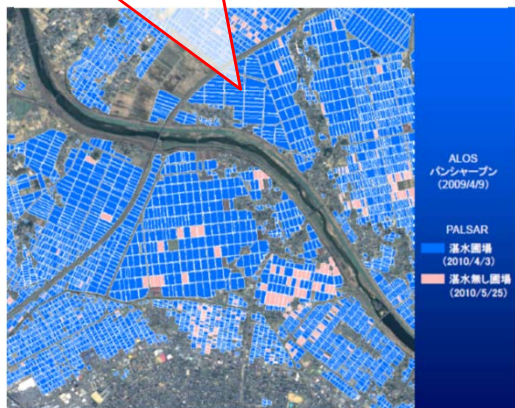 ALOS
パンシャープン
(2009/4/9)
PALSAR
湛水圃場
(2010/4/3)
湛水無し圃場
(2010/5/25)